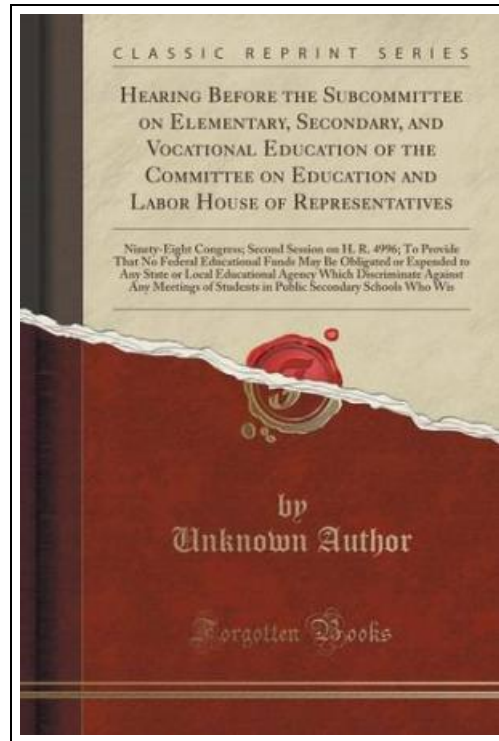 CLASSIC REPRINT SERIES
HEARING BEFORE THE SUBCOMMITTEE
ON ELEMENTARY, SECONDARY, AND
VOCATIONAL EDUCATION OF THE
COMMITTEE ON EDUCATION AND
LABOR HOUSE OF REPRESENTATIVES
Ninety-Eight Congress; Second Session on H. R. 4996; To Provide
That No Federal Educational Funds May Be Obligated or Expended to
Any State or Local Educational Agency Which Discriminate Against
Any Meetings of Students in Public Secondary Schools Who Wis
by
Unknown Author
Forgotten Books